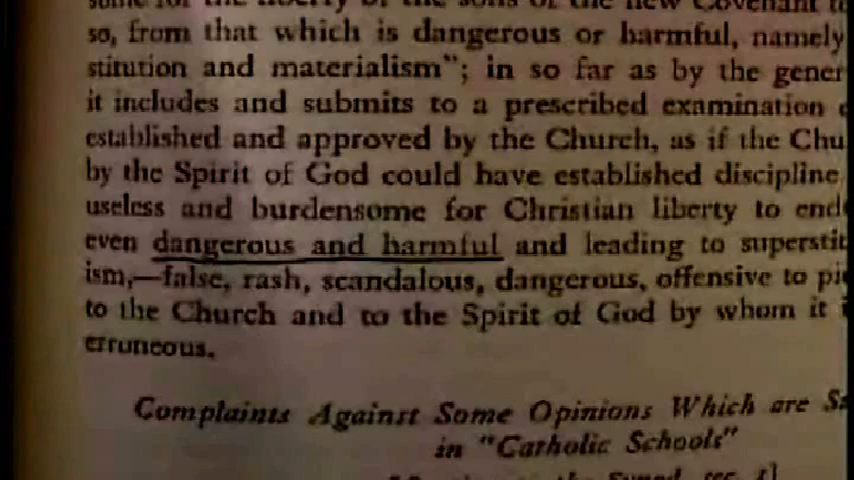 so, from that which is dangerous or harmful, namely
stitution and materialism"; in so far as by the gener
it includes and submits to a prescribed examination
established and approved by the Church, as if the Chu
by the Spirit of God could have established discipline
useless and burdensome for Christian liberty to end
even dangerous and harmful and leading to superstit
ism,—false, rash, scandalous, dangerous, offensive to pi
to the Church and to the Spirit of God by whom it
erroneous.
Complaints Against Some Opinions Which are
in "Catholic Schools"